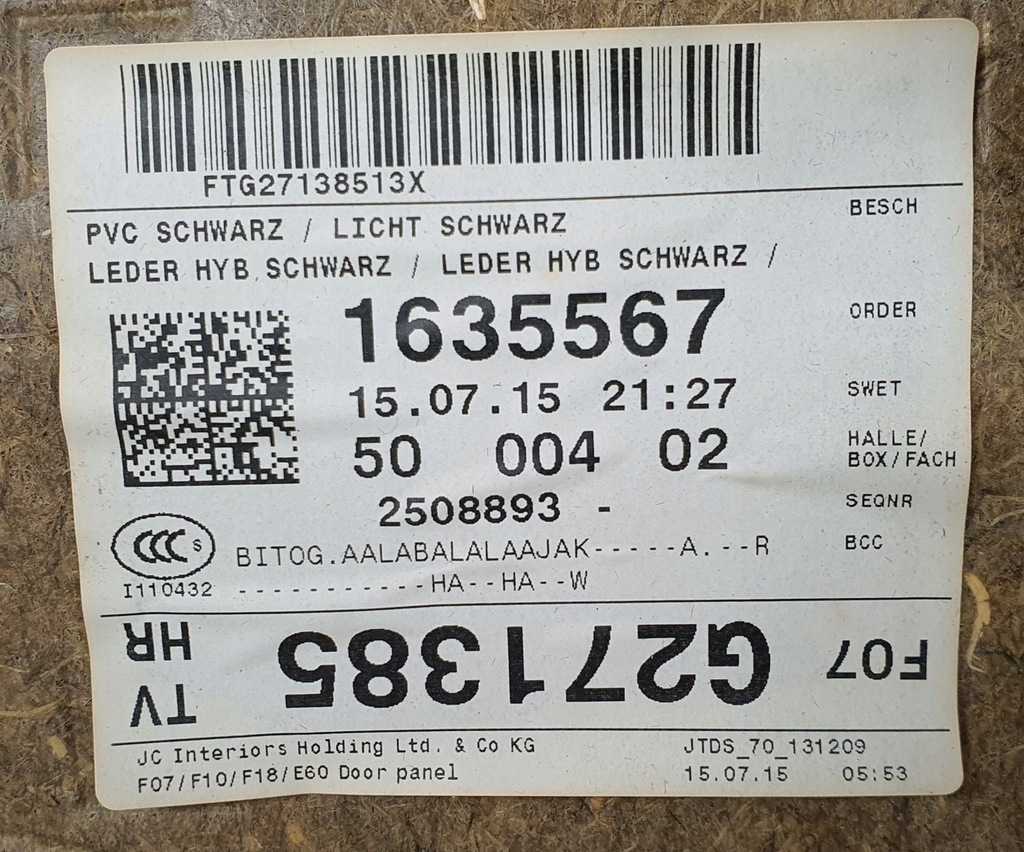 FTG27138513X
PVC SCHWARZ / LICHT SCHWARZ
BESCH
LEDER HYB.SCHWARZ / LEDER HYB SCHWARZ /
1635567
ORDER
15.07.15 21:27
SWET
50 004 02
HALLE/
BOX/FACH
2508893 -
SEQNR
CCC S
BITOG.AALABALALAAJAK-----A.--R
BCC
I110432
-----------HA--HA--W
F07
G271385
TV
HR
JC Interiors Holding Ltd. & Co KG
JTDS_70_131209
F07/F10/F18/E60 Door panel
15.07.15 05:53